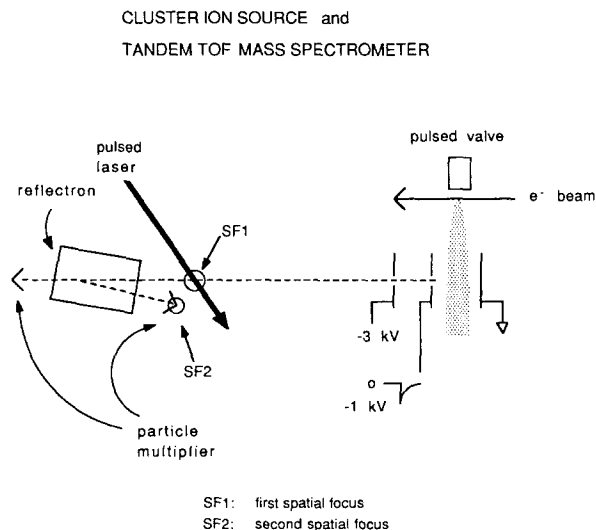 CLUSTER ION SOURCE and
TANDEM TOF MASS SPECTROMETER
pulsed valve
pulsed
laser
e- beam
reflectron
SF1
-3 kV
SF2
o
-1 kV
particle
multiplier
SF1: first spatial focus
SF2: second spatial focus